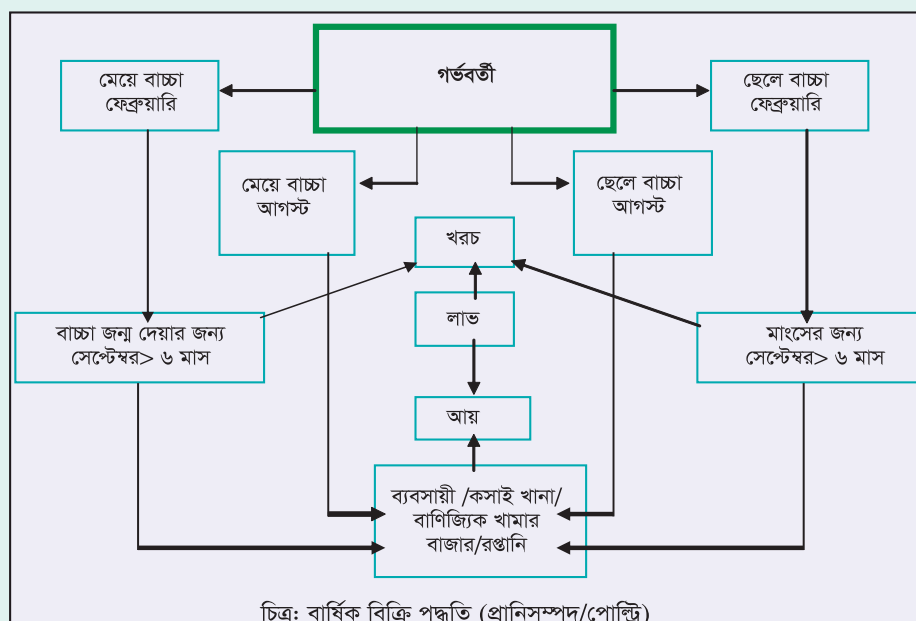 গর্ভবর্তী
মেয়ে বাচ্চা
ফেব্রুয়ারি
ছেলে বাচ্চা
ফেব্রুয়ারি
মেয়ে বাচ্চা
আগস্ট
ছেলে বাচ্চা
আগস্ট
খরচ
লাভ
বাচ্চা জন্ম দেয়ার জন্য
সেপ্টেম্বর> ৬ মাস
মাংসের জন্য
সেপ্টেম্বর> ৬ মাস
আয়
ব্যবসায়ী /কসাই খানা/
বাণিজ্যিক খামার
বাজার/রপ্তানি
চিত্র: বার্ষিক বিক্রি পদ্ধতি (প্রানিসম্পদ/পোল্ট্রি)